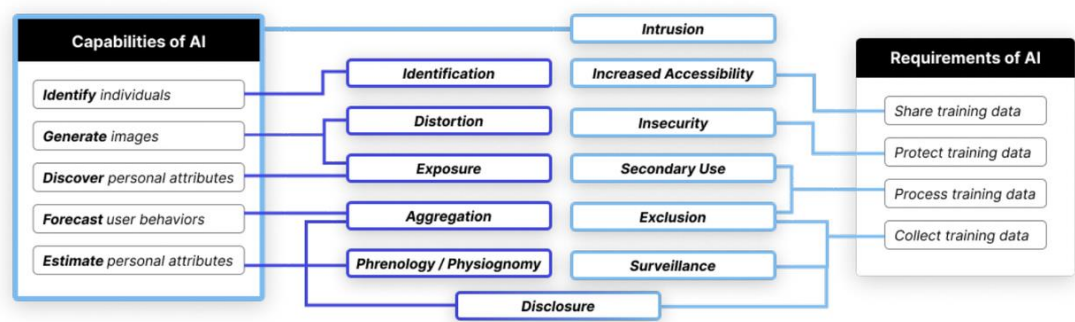 Capabilities of AI
Identify individuals
Generate images
Discover personal attributes
Forecast user behaviors
Estimate personal attributes
Identification
Distortion
Exposure
Aggregation
Phrenology / Physiognomy
Disclosure
Intrusion
Increased Accessibility
Insecurity
Secondary Use
Exclusion
Surveillance
Requirements of AI
Share training data
Protect training data
Process training data
Collect training data